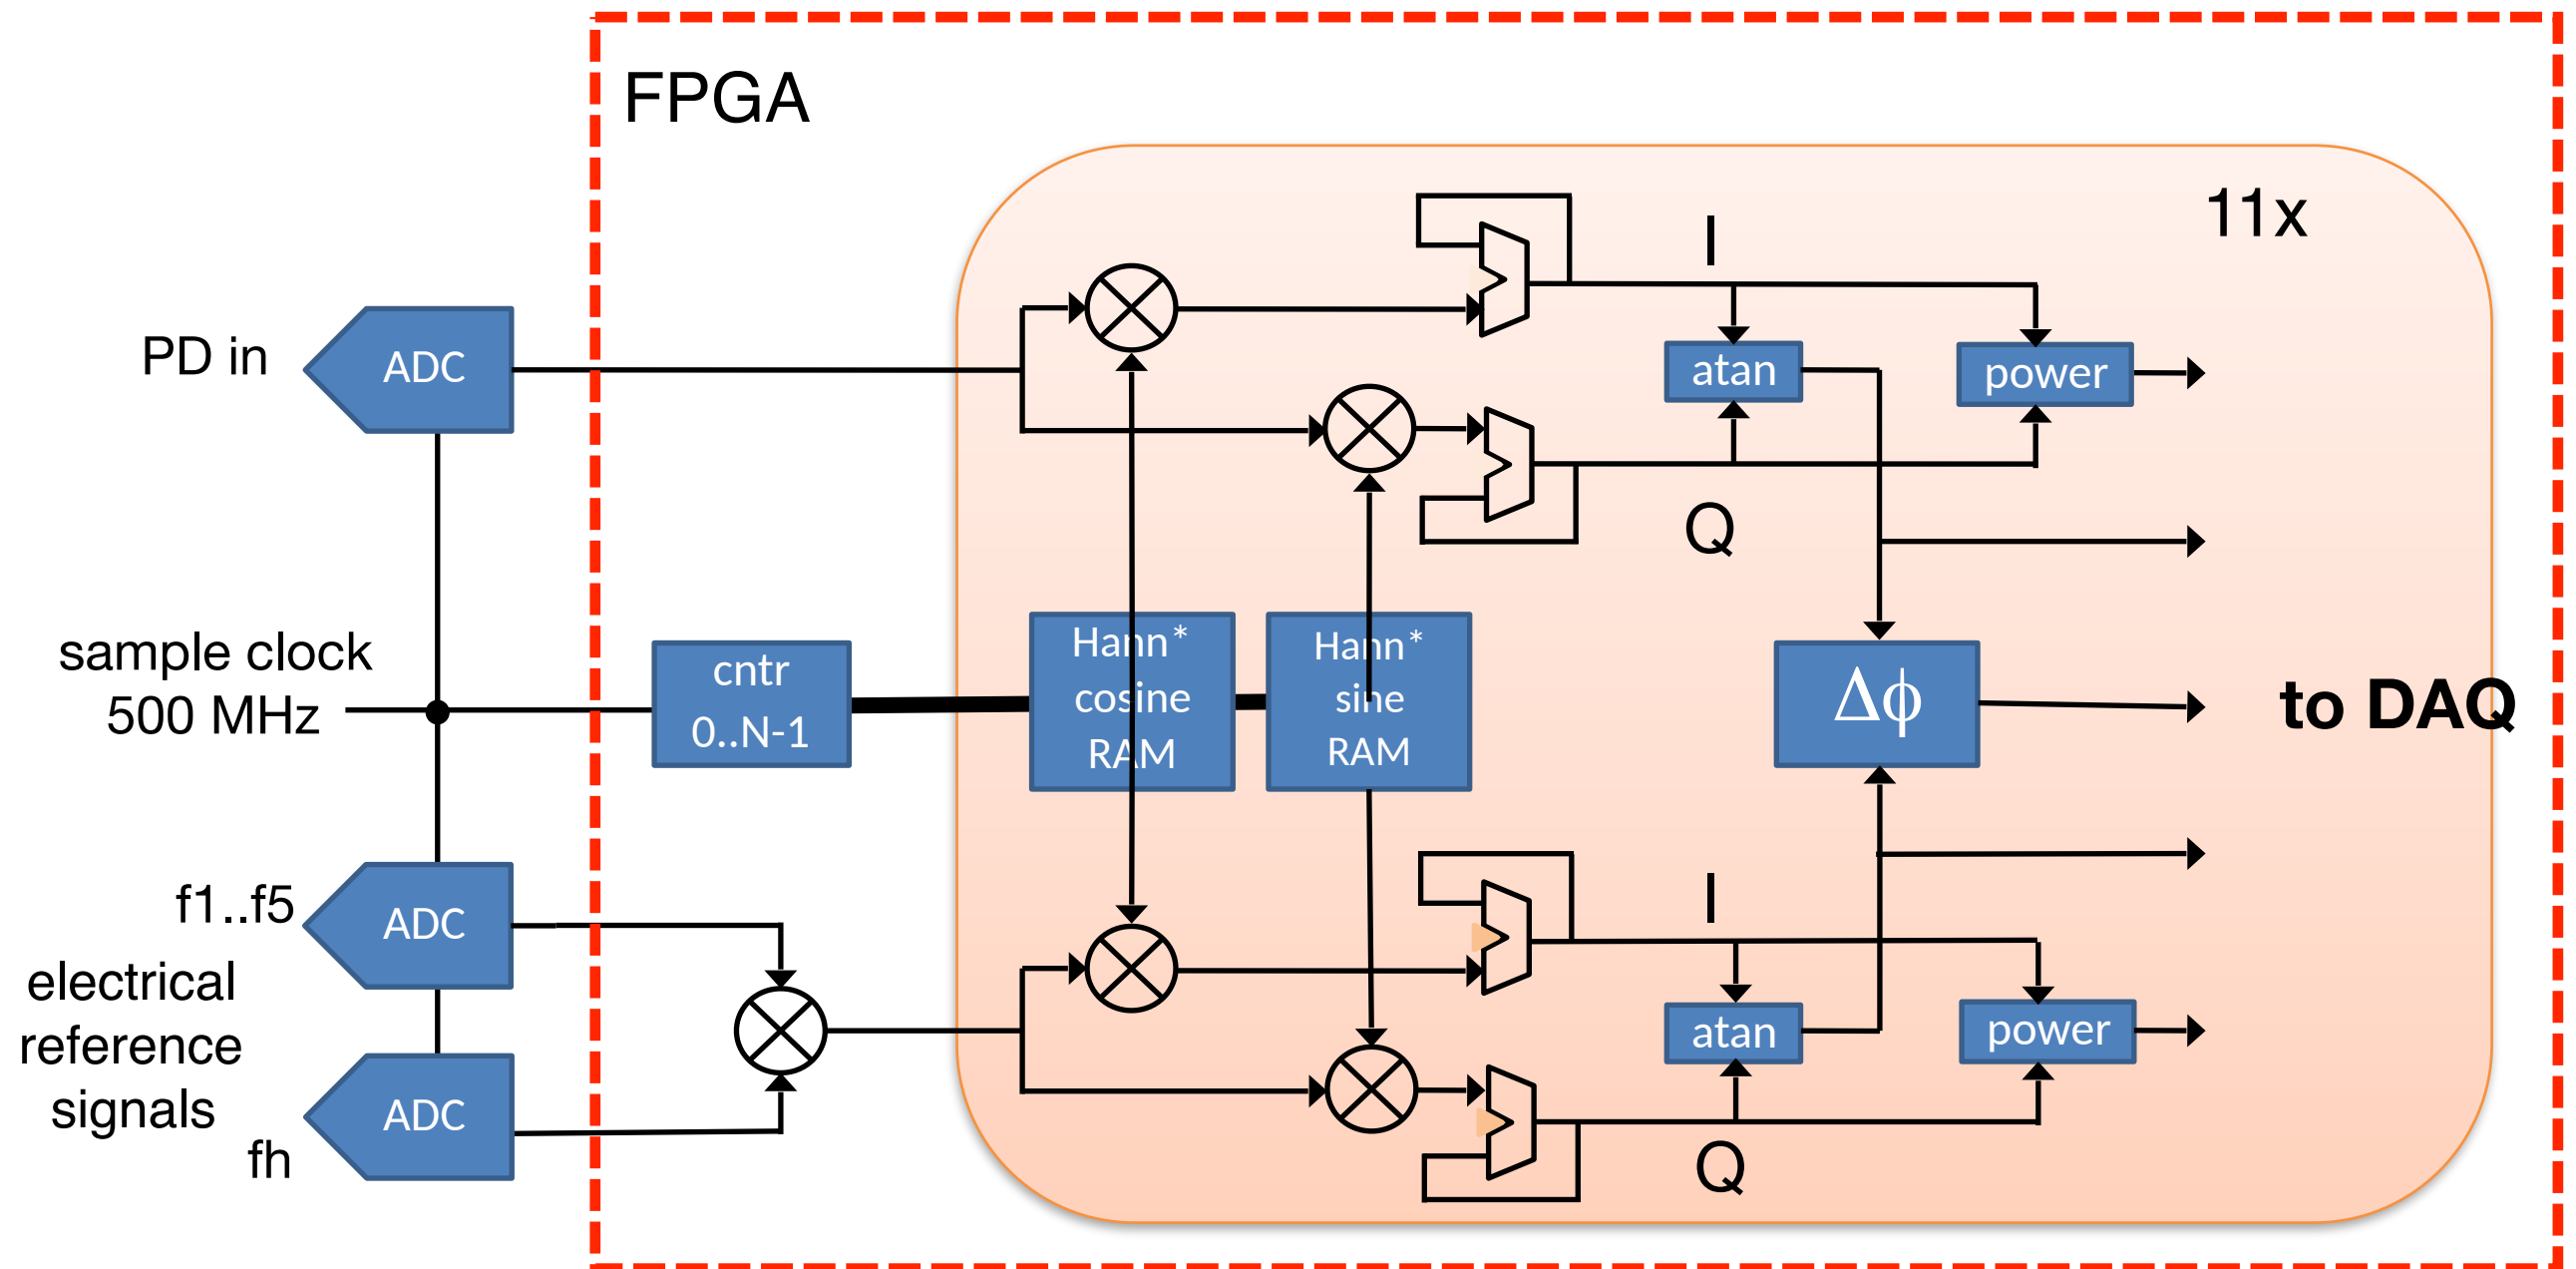 FPGA
11x
I
PD in
ADC
atan
power
Q
sample clock
500 MHz
cntr
0..N-1
Hann*
cosine
RAM
Hann*
sine
RAM
Δϕ
to DAQ
f1..f5
ADC
I
electrical
reference
signals
atan
power
ADC
fh
Q